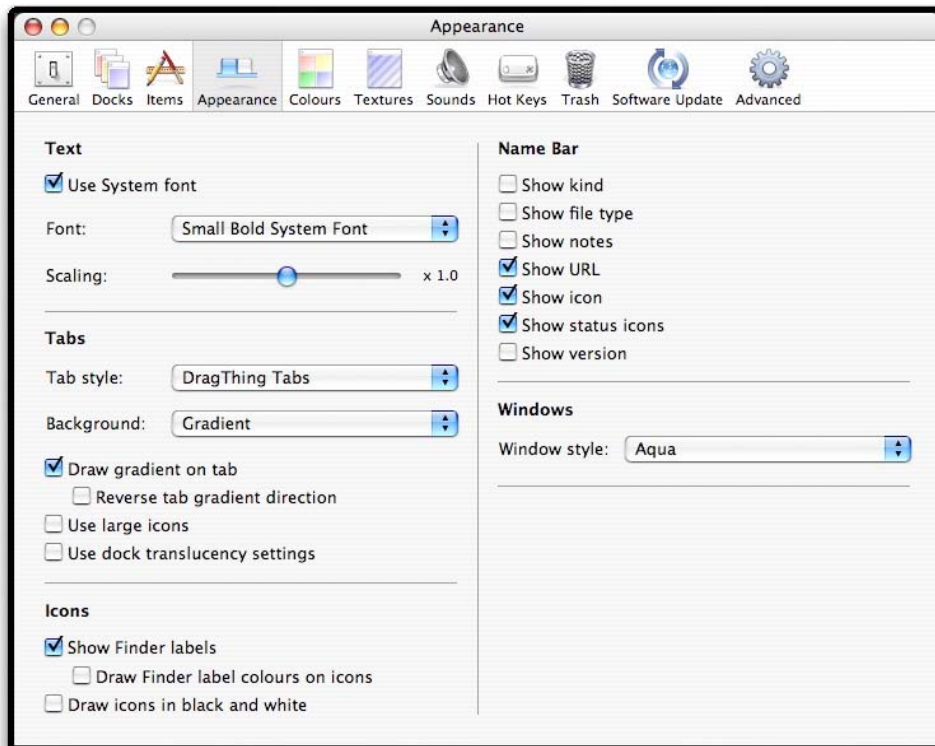 Appearance
General Docks Items Appearance Colours Textures Sounds Hot Keys Trash Software Update Advanced
Text
Use System font
Font: Small Bold System Font
Scaling: x 1.0
Tabs
Tab style: DragThing Tabs
Background: Gradient
Draw gradient on tab
Reverse tab gradient direction
Use large icons
Use dock translucency settings
Icons
Show Finder labels
Draw Finder label colours on icons
Draw icons in black and white
Name Bar
Show kind
Show file type
Show notes
Show URL
Show icon
Show status icons
Show version
Windows
Window style: Aqua